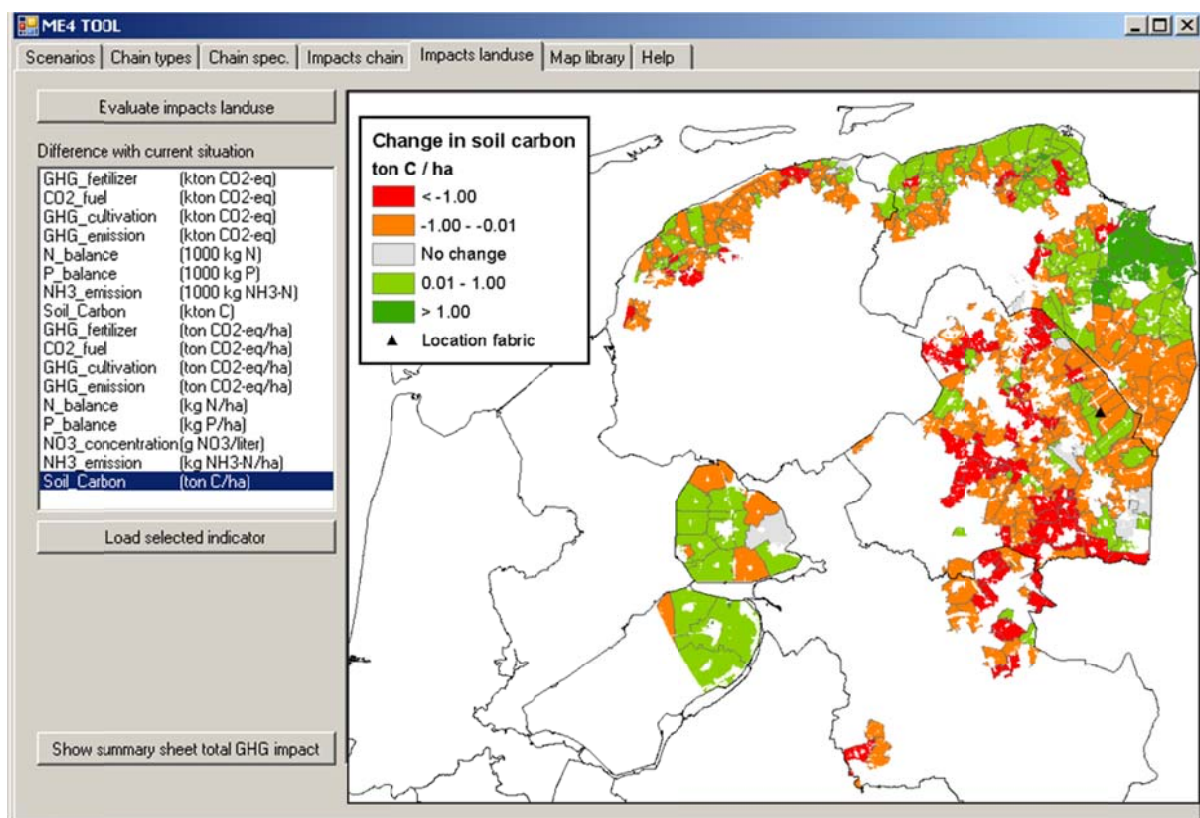 ME4 TOOL
Scenarios Chain types Chain spec. Impacts chain Impacts landuse Map library Help
Evaluate impacts landuse
Difference with current situation
GHG_fertilizer (kton CO2-eq)
CO2_fuel (kton CO2-eq)
GHG_cultivation (kton CO2-eq)
GHG_emission (kton CO2-eq)
N_balance (1000 kg N)
P_balance (1000 kg P)
NH3_emission (1000 kg NH3-N)
Soil_Carbon (kton C)
GHG_fertilizer (ton CO2-eq/ha)
CO2_fuel (ton CO2-eq/ha)
GHG_cultivation (ton CO2-eq/ha)
GHG_emission (ton CO2-eq/ha)
N_balance (kg N/ha)
P_balance (kg P/ha)
NO3_concentration(g NO3/liter)
NH3_emission (kg NH3-N/ha)
Soil_Carbon (ton C/ha)
Load selected indicator
Show summary sheet total GHG impact
Change in soil carbon
ton C / ha
< -1.00
-1.00 - -0.01
No change
0.01 - 1.00
> 1.00
Location fabric